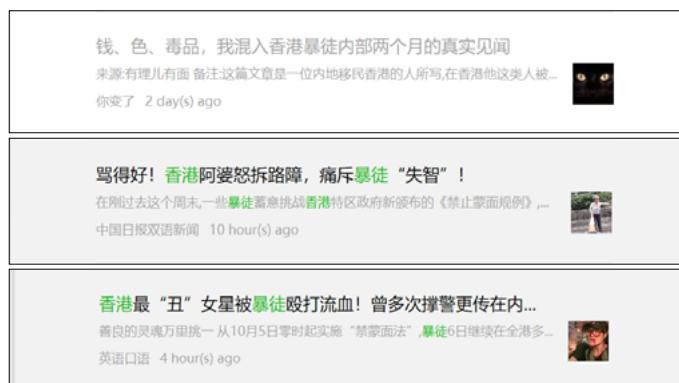 钱、色、毒品，我混入香港暴徒内部两个月的真实见闻
来源:有理儿有面 备注:这篇文章是一位内地移民香港的人所写,在香港他这类人被...
你变了 2 day(s) ago
骂得好！香港阿婆怒拆路障，痛斥暴徒“失智”！
在刚过去这个周末,一些暴徒蓄意挑战香港特区政府新颁布的《禁止蒙面规例》,...
中国日报双语新闻 10 hour(s) ago
香港最“丑”女星被暴徒殴打流血！曾多次撑警更传在内...
善良的灵魂万里挑一 从10月5日零时起实施“禁蒙面法”,暴徒6日继续在全港多...
英语口语 4 hour(s) ago